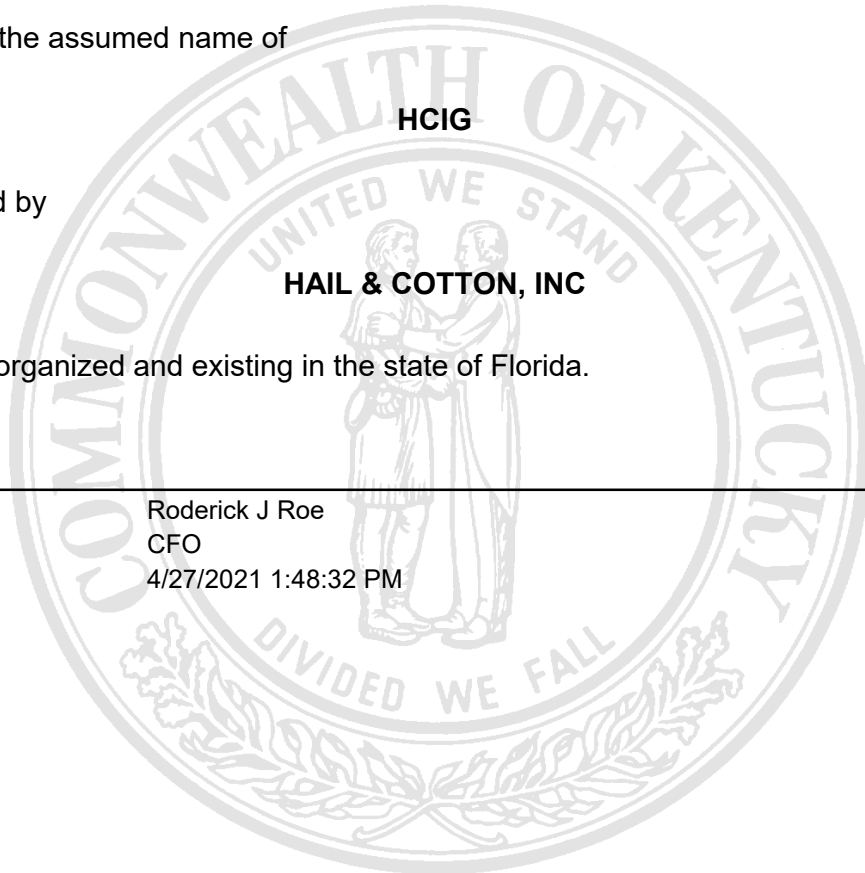 the assumed name of
HCIG
d by
HAIL & COTTON, INC
organized and existing in the state of Florida.
Roderick J Roe
CFO
4/27/2021 1:48:32 PM
COMMONWEALTH OF KENTUCKY
UNITED WE STAND
DIVIDED WE FALL